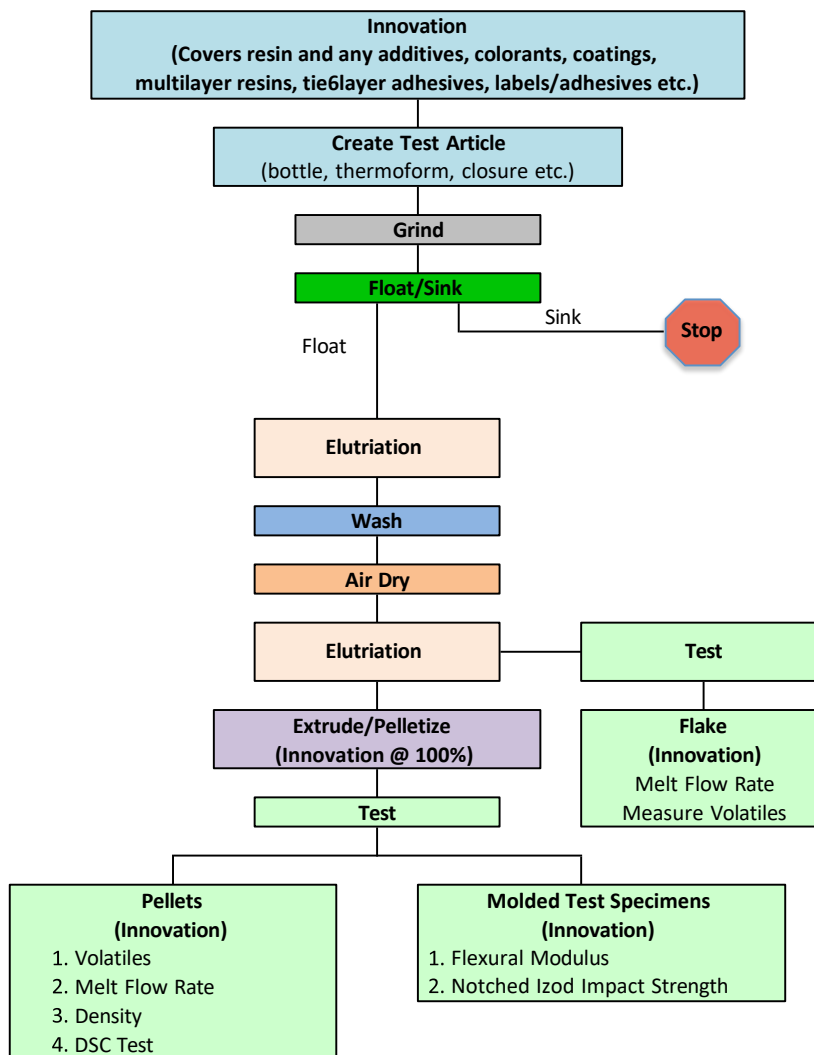 Innovation
(Covers resin and any additives, colorants, coatings,
multilayer resins, tie6layer adhesives, labels/adhesives etc.)
Create Test Article
(bottle, thermoform, closure etc.)
Grind
Float/Sink
Sink
Stop
Float
Elutriation
Wash
Air Dry
Elutriation
Test
Extrude/Pelletize
(Innovation @ 100%)
Flake
(Innovation)
Melt Flow Rate
Measure Volatiles
Test
Pellets
(Innovation)
1. Volatiles
2. Melt Flow Rate
3. Density
4. DSC Test
Molded Test Specimens
(Innovation)
1. Flexural Modulus
2. Notched Izod Impact Strength